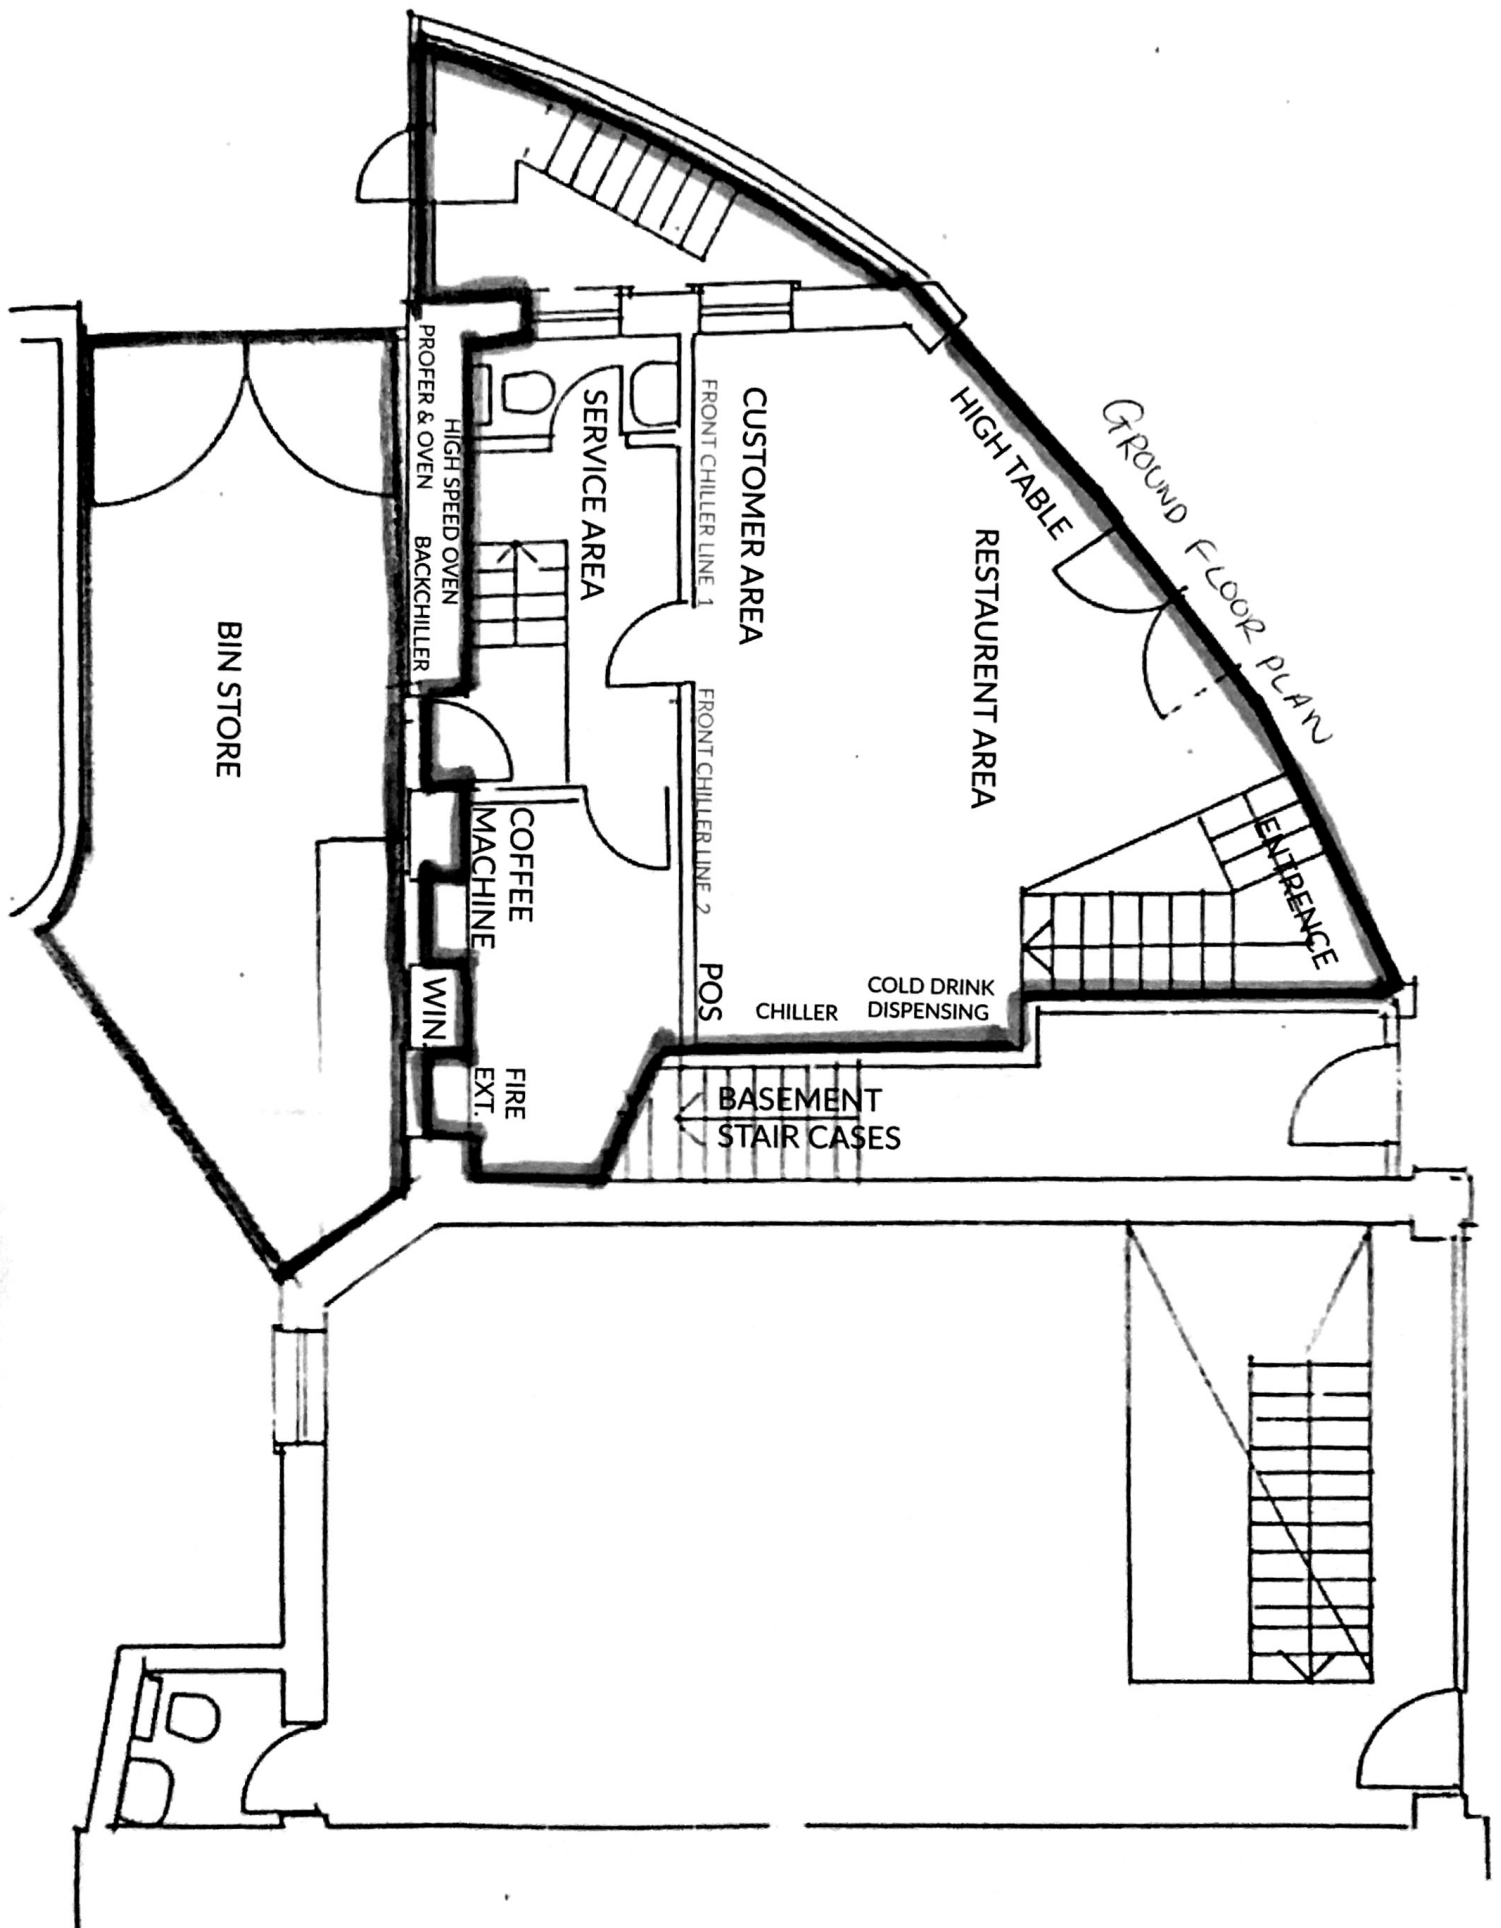 GROUND FLOOR PLAN
HIGH TABLE
RESTAURENT AREA
ENTRENCE
CUSTOMER AREA
FRONT CHILLER LINE 1
FRONT CHILLER LINE 2
SERVICE AREA
HIGH SPEED OVEN
PROFER & OVEN
BACKCHILLER
BIN STORE
COFFEE
MACHINE
WIN.
FIRE
EXT.
POS
CHILLER
COLD DRINK
DISPENSING
BASEMENT
STAIR CASES